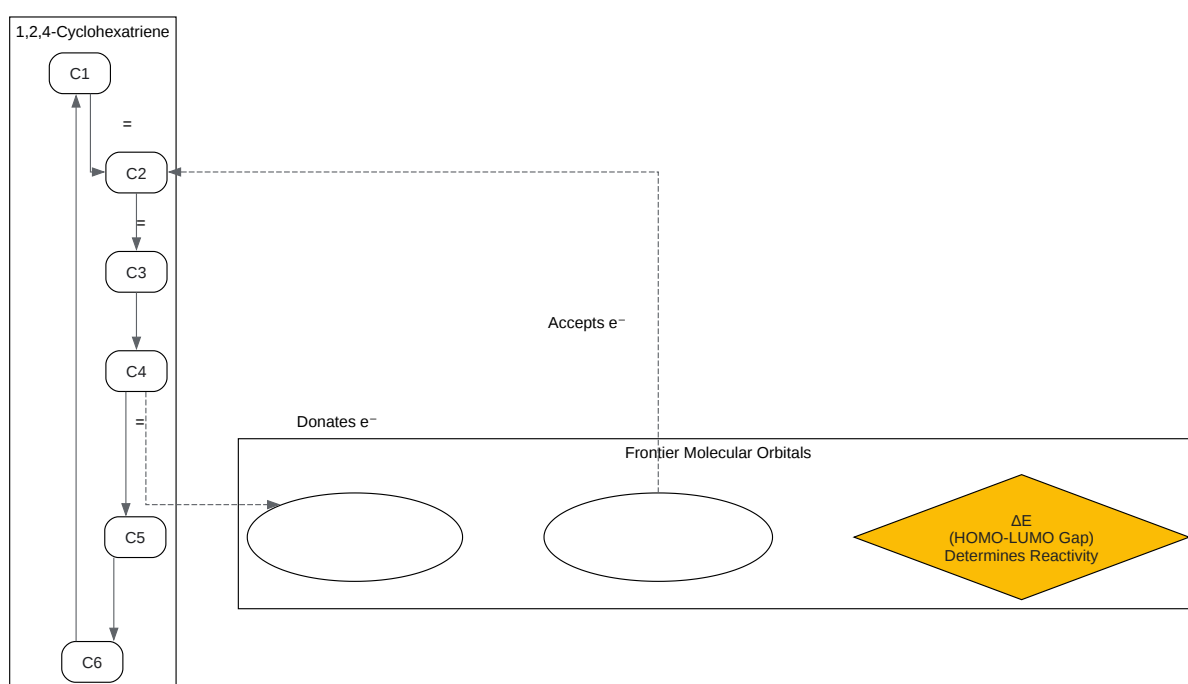 1,2,4-Cyclohexatriene
C1
=
C2
=
C3
C4
=
C5
C6
Accepts e⁻
Donates e⁻
Frontier Molecular Orbitals
ΔE
(HOMO-LUMO Gap)
Determines Reactivity